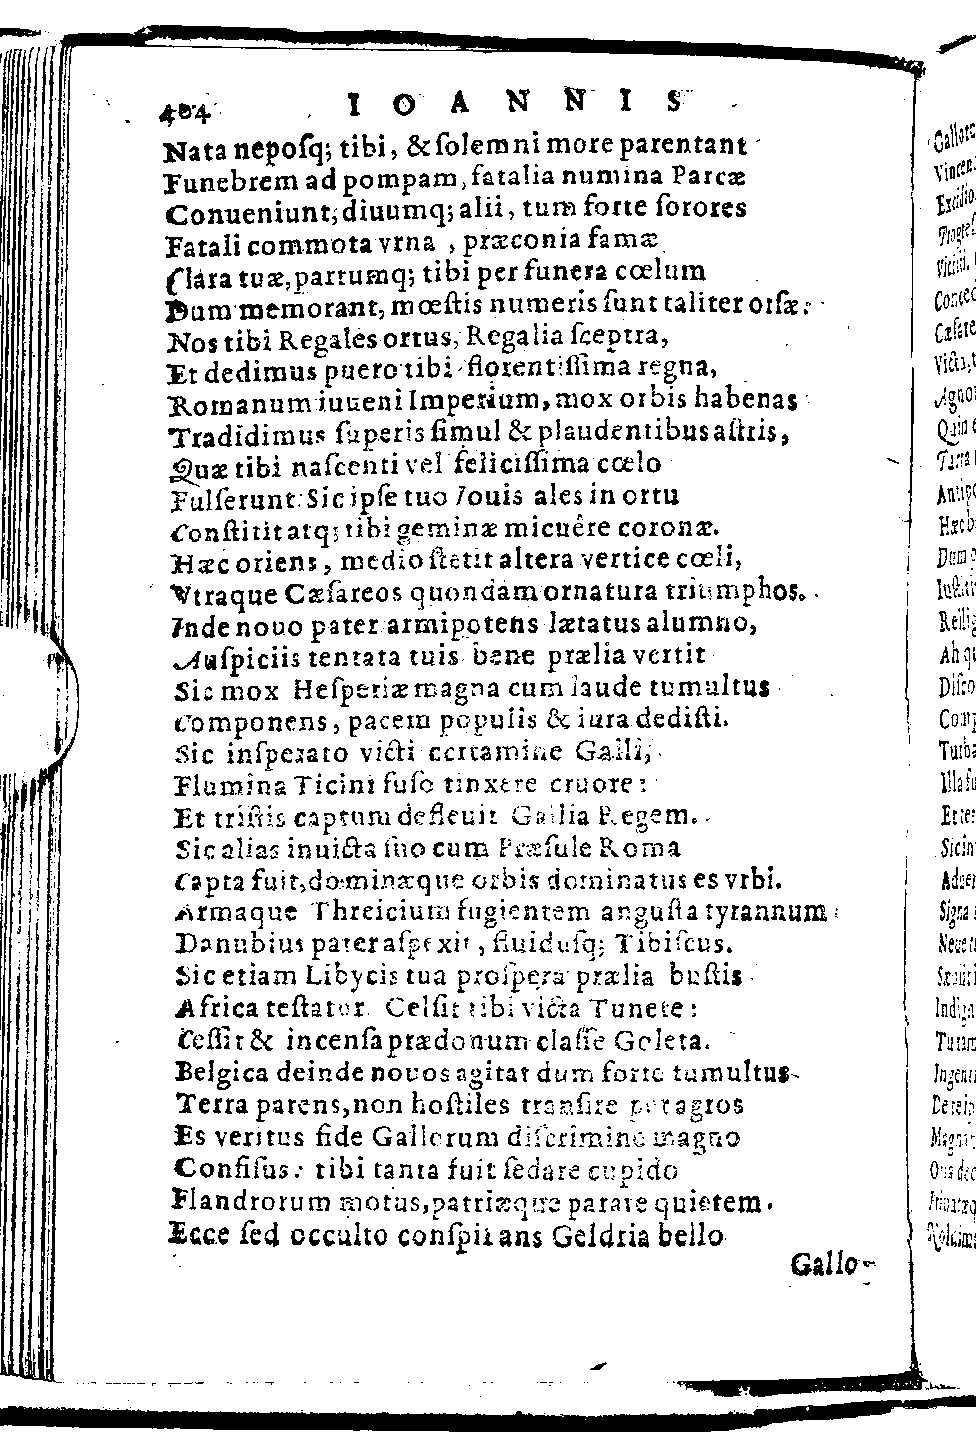 404 IOANNIS
Nata nepoſq; tibi, & ſolemni more parentant
Funebrem ad pompam, fatalia numina Parcæ
Conueniunt; diuumq; alii, tum forte ſorores
Fatali commota vrna, præconia famæ
Clara tuæ, partumq; tibi per funera cœlum
Dum memorant, mœſtis numeris ſunt taliter orſæ:
Nos tibi Regales ortus, Regalia ſceptra,
Et dedimus puero tibi florentiſſima regna,
Romanum iuueni Imperium, mox orbis habenas
Tradidimus ſuperis ſimul & plaudentibus aſtris,
Quæ tibi naſcenti vel feliciſſima cœlo
Fulſerunt. Sic ipſe tuo Iouis ales in ortu
Conſtitit atq; tibi geminæ micuêre coronæ.
Hæc oriens, medio ſtetit altera vertice cœli,
Vtraque Cæſareos quondam ornatura triumphos.
Inde nouo pater armipotens lætatus alumno,
Auſpiciis tentata tuis bene prælia vertit
Sic mox Heſperiæ magna cum laude tumultus
Componens, pacem populis & iura dediſti.
Sic inſperato victi certamine Galli,
Flumina Ticini fuſo tinxere cruore:
Et triſtis captum defleuit Gallia Regem.
Sic alias inuicta ſuo cum Præſule Roma
Capta fuit, dominæque orbis dominatus es vrbi.
Armaque Threicium fugientem anguſta tyrannum
Danubius pater aſpexit, fluiduſq; Tibiſcus.
Sic etiam Libycis tua proſpera prælia buſtis
Africa teſtatur. Celſit tibi victa Tunete:
Ceſſit & incenſa prædonum claſſe Goleta.
Belgica deinde nouos agitat dum forte tumultus
Terra parens, non hoſtiles tranſire per agros
Es veritus fide Gallorum diſcrimine magno
Confiſus: tibi tanta fuit ſedare cupido
Flandrorum motus, patriæque parare quietem.
Ecce ſed occulto conſpirans Geldria bello
Gallo-